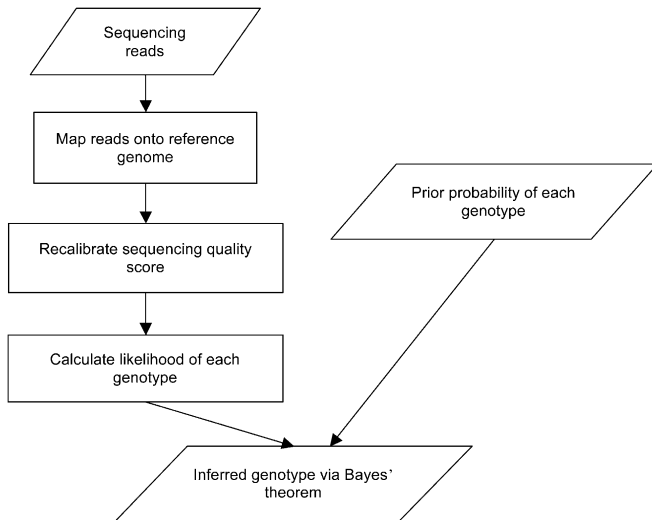 Sequencing
reads
Map reads onto reference
genome
Prior probability of each
genotype
Recalibrate sequencing quality
score
Calculate likelihood of each
genotype
Inferred genotype via Bayes’
theorem